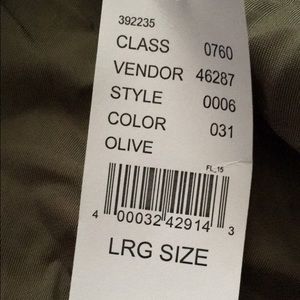 392235
CLASS 0760
VENDOR 46287
STYLE 0006
COLOR 031
OLIVE
FL_15
4 00032 42914 3
LRG SIZE